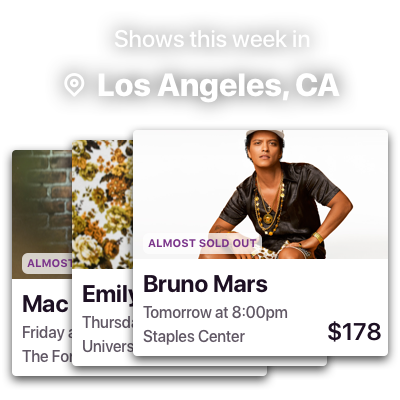 Shows this week in
Los Angeles, CA
ALMOST SOLD OUT
Bruno Mars
Tomorrow at 8:00pm
Staples Center
$178
Emily
Thursda
Univers
ALMOST
Mac
Friday a
The For